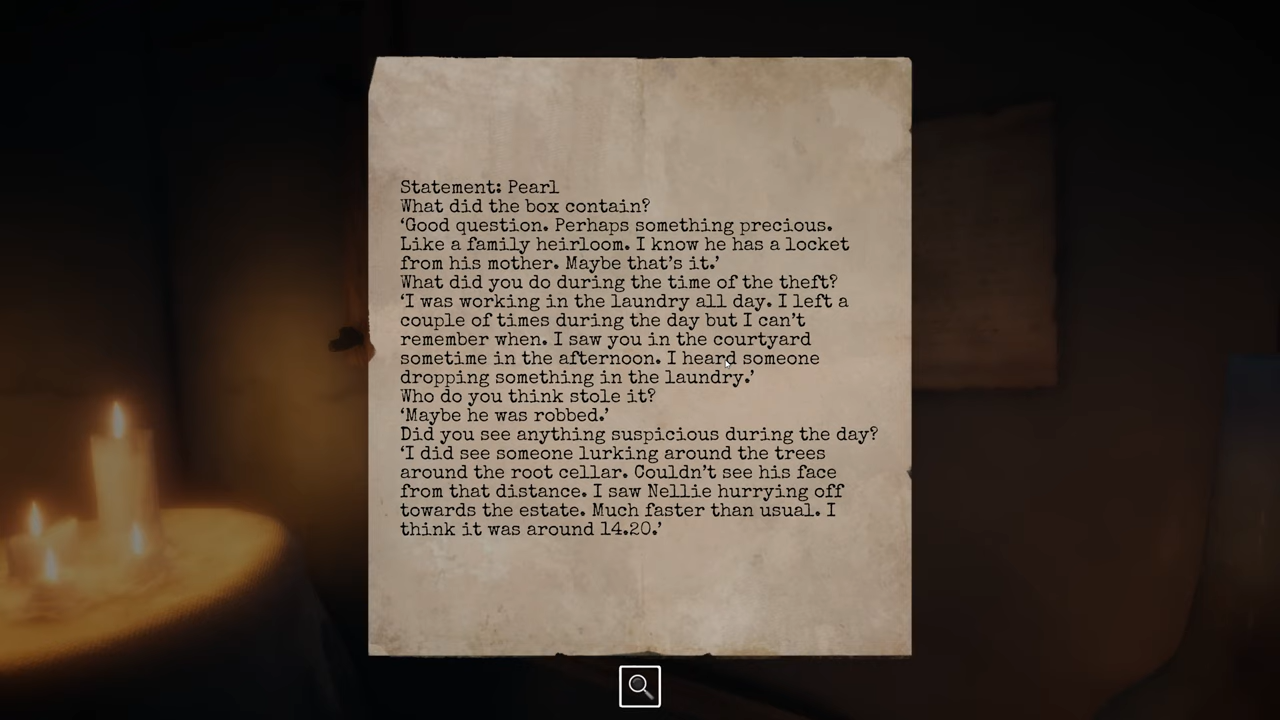 Statement: Pearl
What did the box contain?
‘Good question. Perhaps something precious.
Like a family heirloom. I know he has a locket
from his mother. Maybe that’s it.’
What did you do during the time of the theft?
‘I was working in the laundry all day. I left a
couple of times during the day but I can’t
remember when. I saw you in the courtyard
sometime in the afternoon. I heard someone
dropping something in the laundry.’
Who do you think stole it?
‘Maybe he was robbed.’
Did you see anything suspicious during the day?
‘I did see someone lurking around the trees
around the root cellar. Couldn’t see his face
from that distance. I saw Nellie hurrying off
towards the estate. Much faster than usual. I
think it was around 14.20.’